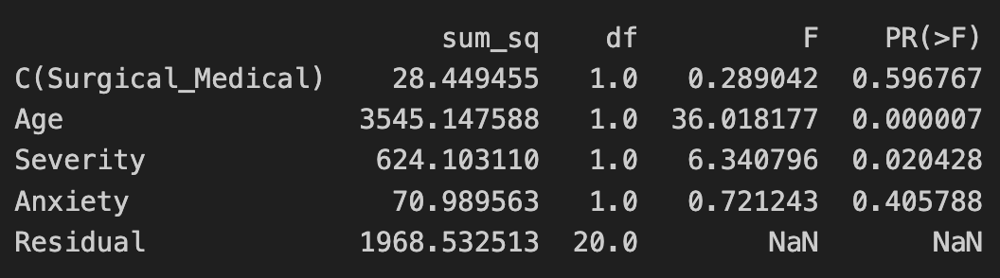 sum_sq df F PR(>F)
C(Surgical_Medical) 28.449455 1.0 0.289042 0.596767
Age 3545.147588 1.0 36.018177 0.000007
Severity 624.103110 1.0 6.340796 0.020428
Anxiety 70.989563 1.0 0.721243 0.405788
Residual 1968.532513 20.0 NaN NaN